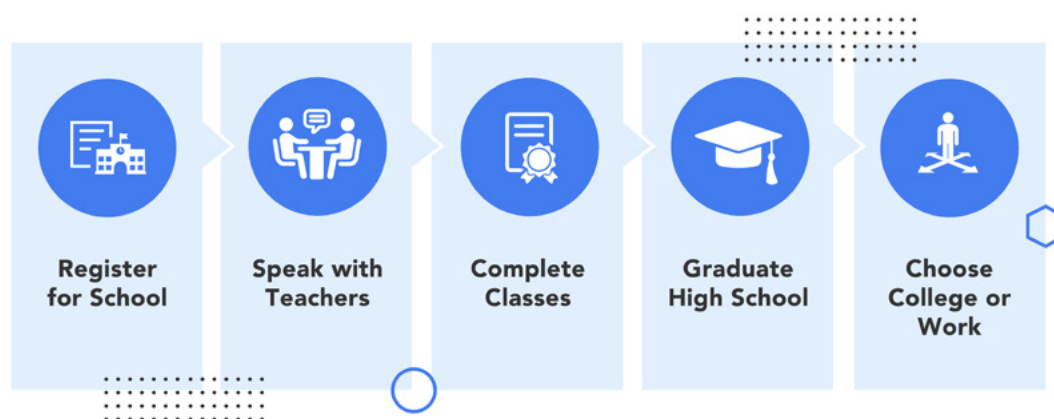 Register
for School
Speak with
Teachers
Complete
Classes
Graduate
High School
Choose
College or
Work